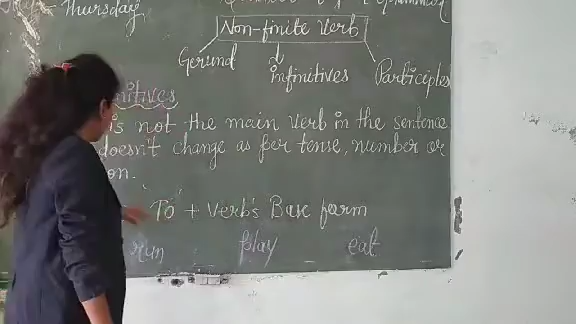 Thursday,
Non-finite Verb
Gerund
Infinitives
Participles
nitives
is not the main verb in the sentence
doesn't change as per tense, number or
on.
To + Verb's Base form
run play eat